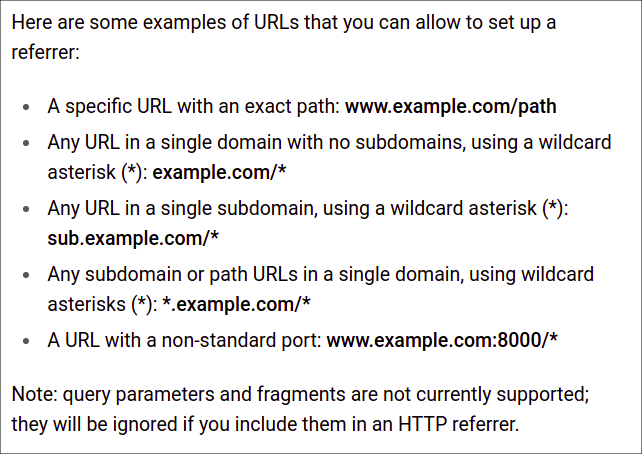 Here are some examples of URLs that you can allow to set up a
referrer:
• A specific URL with an exact path: www.example.com/path
• Any URL in a single domain with no subdomains, using a wildcard
asterisk (*): example.com/*
• Any URL in a single subdomain, using a wildcard asterisk (*):
sub.example.com/*
• Any subdomain or path URLs in a single domain, using wildcard
asterisks (*): *.example.com/*
• A URL with a non-standard port: www.example.com:8000/*
Note: query parameters and fragments are not currently supported;
they will be ignored if you include them in an HTTP referrer.